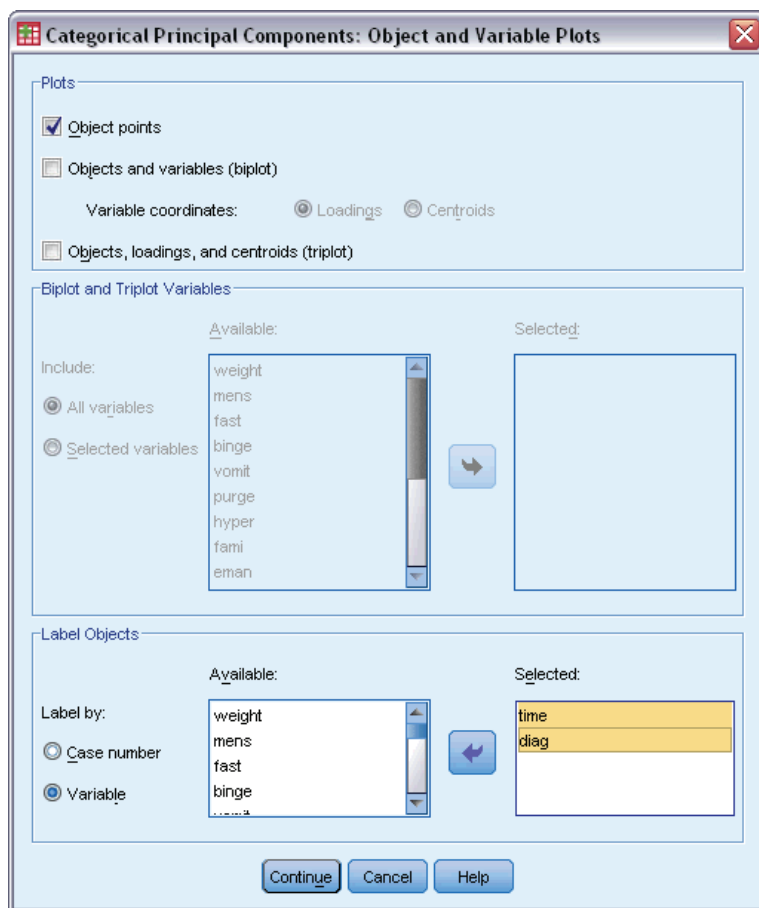 Categorical Principal Components: Object and Variable Plots
Plots
Object points
Objects and variables (biplot)
Variable coordinates: Loadings Centroids
Objects, loadings, and centroids (triplot)
Biplot and Triplot Variables
Available: Selected:
Include:
All variables
Selected variables
weight
mens
fast
binge
vomit
purge
hyper
fami
eman
Label Objects
Available: Selected:
Label by:
Case number
Variable
weight
mens
fast
binge
time
diag
Continue Cancel Help